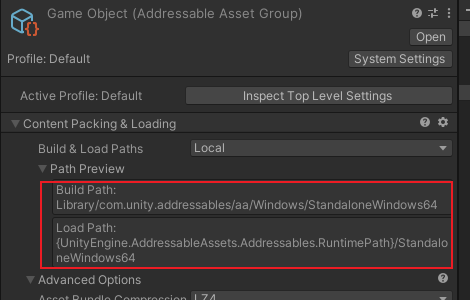 Game Object (Addressable Asset Group)
Open
Profile: Default
System Settings
Active Profile: Default
Inspect Top Level Settings
Content Packing & Loading
Build & Load Paths
Local
Path Preview
Build Path:
Library/com.unity.addressables/aa/Windows/StandaloneWindows64
Load Path:
{UnityEngine.AddressableAssets.Addressables.RuntimePath}/Standalo
neWindows64
Advanced Options
Asset Bundle Compression
LZ4